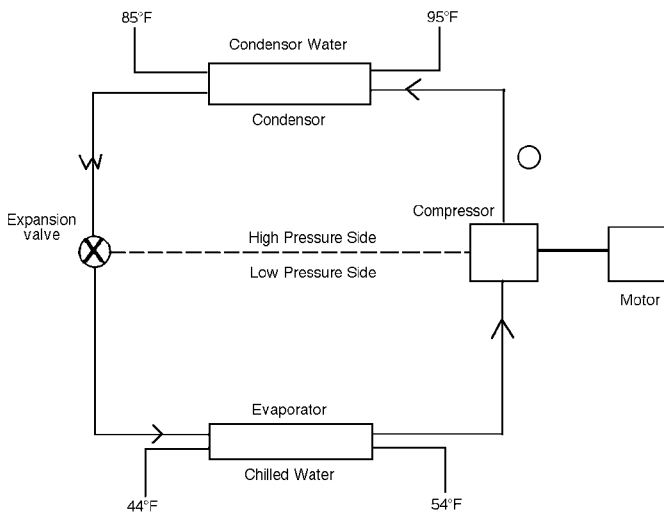 85°F
95°F
Condensor Water
Condensor
Expansion
valve
Compressor
High Pressure Side
Low Pressure Side
Motor
Evaporator
Chilled Water
44°F
54°F